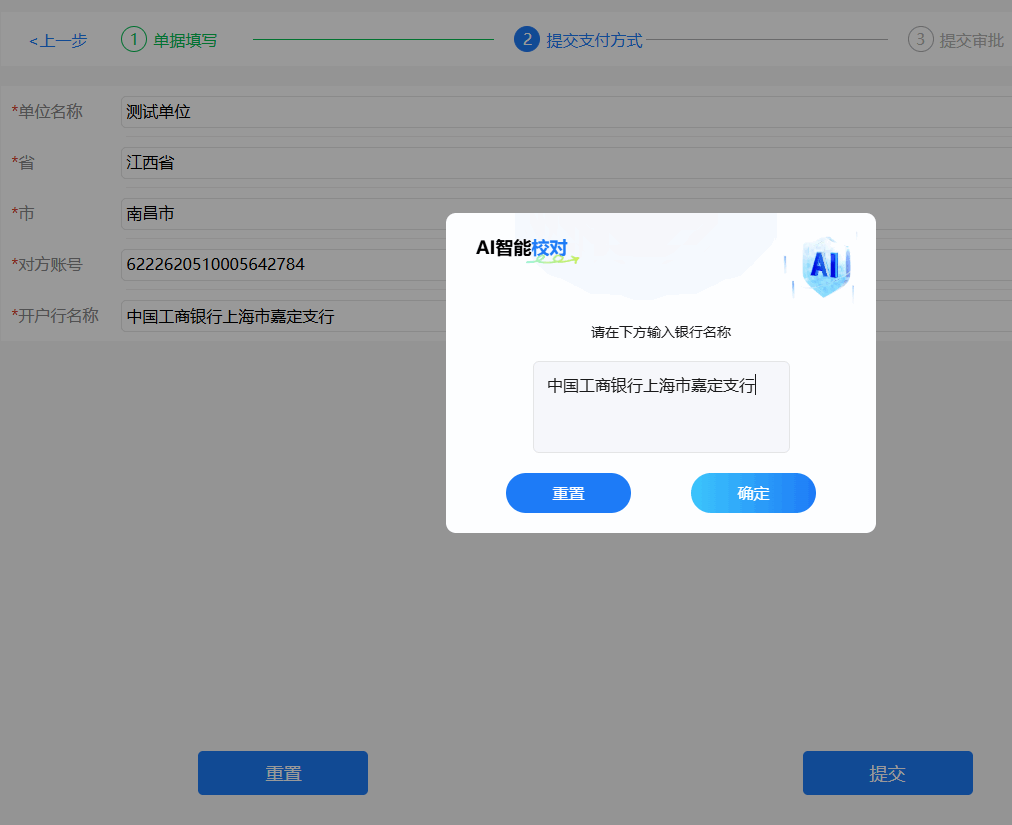 <上一步 1 单据填写 2 提交支付方式 3 提交审批
*单位名称 测试单位
*省 江西省
*市 南昌市
*对方账号 6222620510005642784
*开户行名称 中国工商银行上海市嘉定支行
AI智能校对
AI
请在下方输入银行名称
中国工商银行上海市嘉定支行
重置 确定
重置 提交